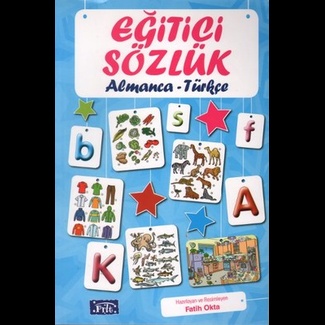 EĞİTİCİ
SÖZLÜK
Almanca - Türkçe
b
s
f
A
K
Hazırlayan ve Resimleyen
Fatih Okta